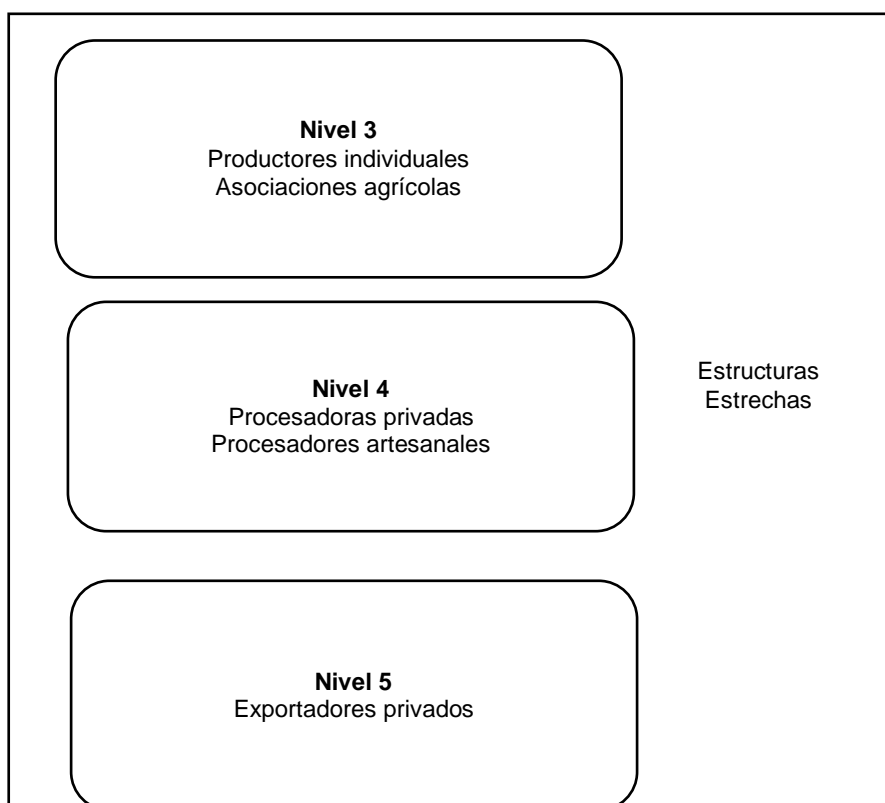 Nivel 3
Productores individuales
Asociaciones agrícolas
Nivel 4
Procesadoras privadas
Procesadores artesanales
Estructuras
Estrechas
Nivel 5
Exportadores privados